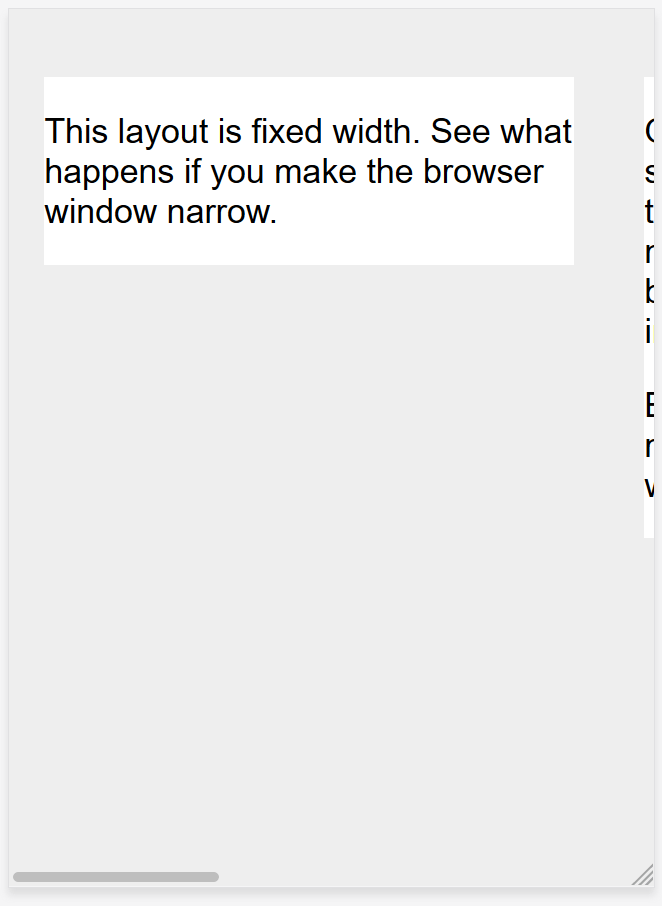 This layout is fixed width. See what
happens if you make the browser
window narrow.